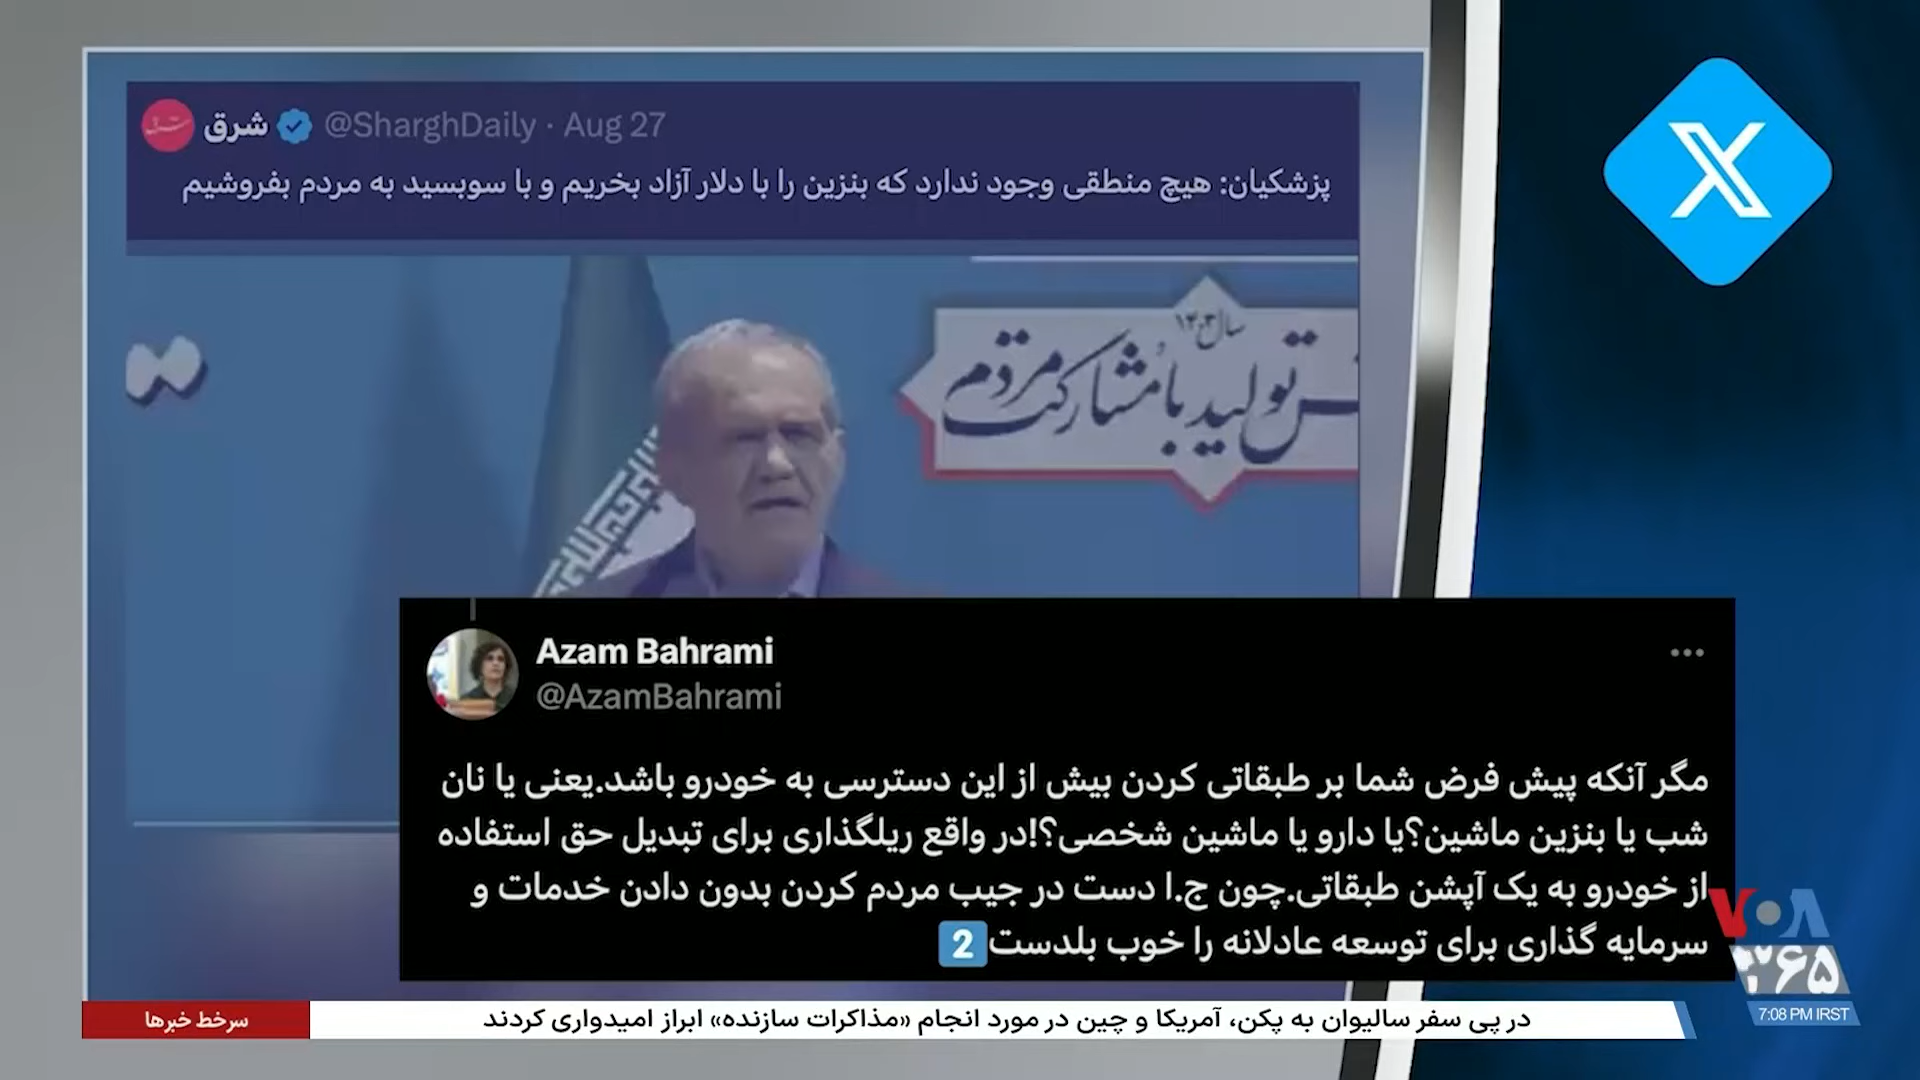 شرق @SharghDaily · Aug 27
پزشکیان: هیچ منطقی وجود ندارد که بنزین را با دلار آزاد بخریم و با سوبسید به مردم بفروشیم
سال ۱۴۰۳
تولید با مشارکت مردم
Azam Bahrami
@AzamBahrami
مگر آنکه پیش فرض شما بر طبقاتی کردن بیش از این دسترسی به خودرو باشد.یعنی یا نان
شب یا بنزین ماشین؟یا دارو یا ماشین شخصی؟!در واقع ریلگذاری برای تبدیل حق استفاده
از خودرو به یک آپشن طبقاتی.چون ج.ا دست در جیب مردم کردن بدون دادن خدمات و
سرمایه گذاری برای توسعه عادلانه را خوب بلدست2️⃣
VOA
۳۶۵
7:08 PM IRST
سرخط خبرها
در پی سفر سالیوان به پکن، آمریکا و چین در مورد انجام «مذاکرات سازنده» ابراز امیدواری کردند